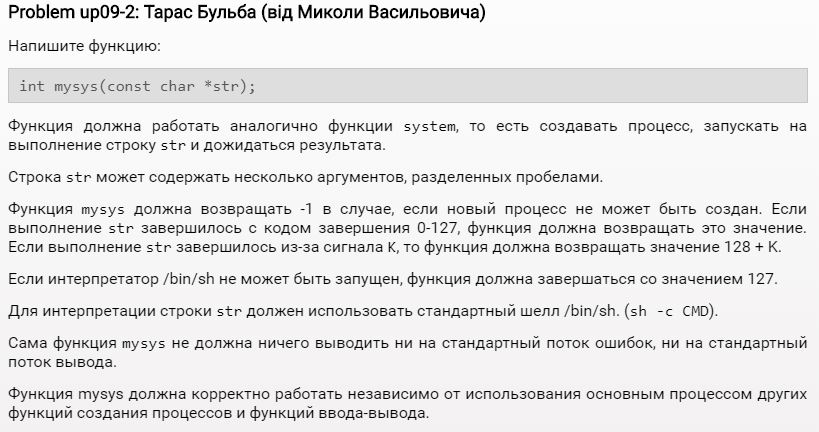 Problem up09-2: Тарас Бульба (від Миколи Васильовича)
Напишите функцию:
int mysys(const char *str);
Функция должна работать аналогично функции system, то есть создавать процесс, запускать на
выполнение строку str и дожидаться результата.
Строка str может содержать несколько аргументов, разделенных пробелами.
Функция mysys должна возвращать -1 в случае, если новый процесс не может быть создан. Если
выполнение str завершилось с кодом завершения 0-127, функция должна возвращать это значение.
Если выполнение str завершилось из-за сигнала K, то функция должна возвращать значение 128 + K.
Если интерпретатор /bin/sh не может быть запущен, функция должна завершаться со значением 127.
Для интерпретации строки str должен использовать стандартный шелл /bin/sh. (sh -c CMD).
Сама функция mysys не должна ничего выводить ни на стандартный поток ошибок, ни на стандартный
поток вывода.
Функция mysys должна корректно работать независимо от использования основным процессом других
функций создания процессов и функций ввода-вывода.